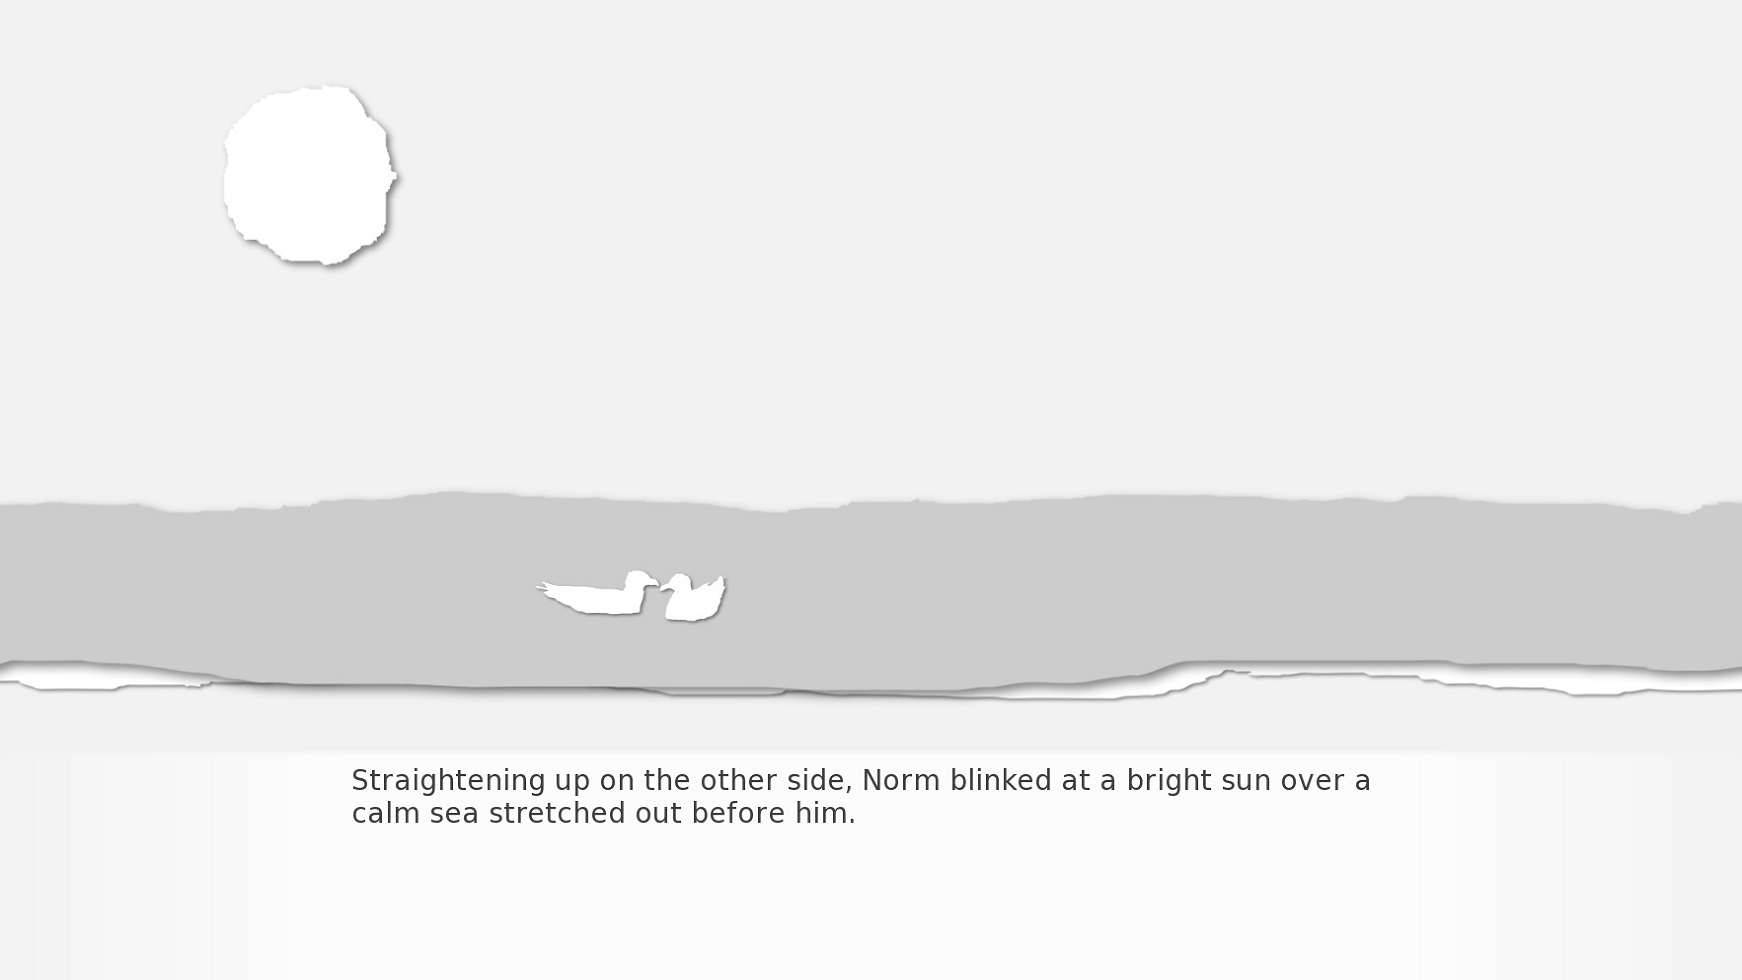 Straightening up on the other side, Norm blinked at a bright sun over a
calm sea stretched out before him.